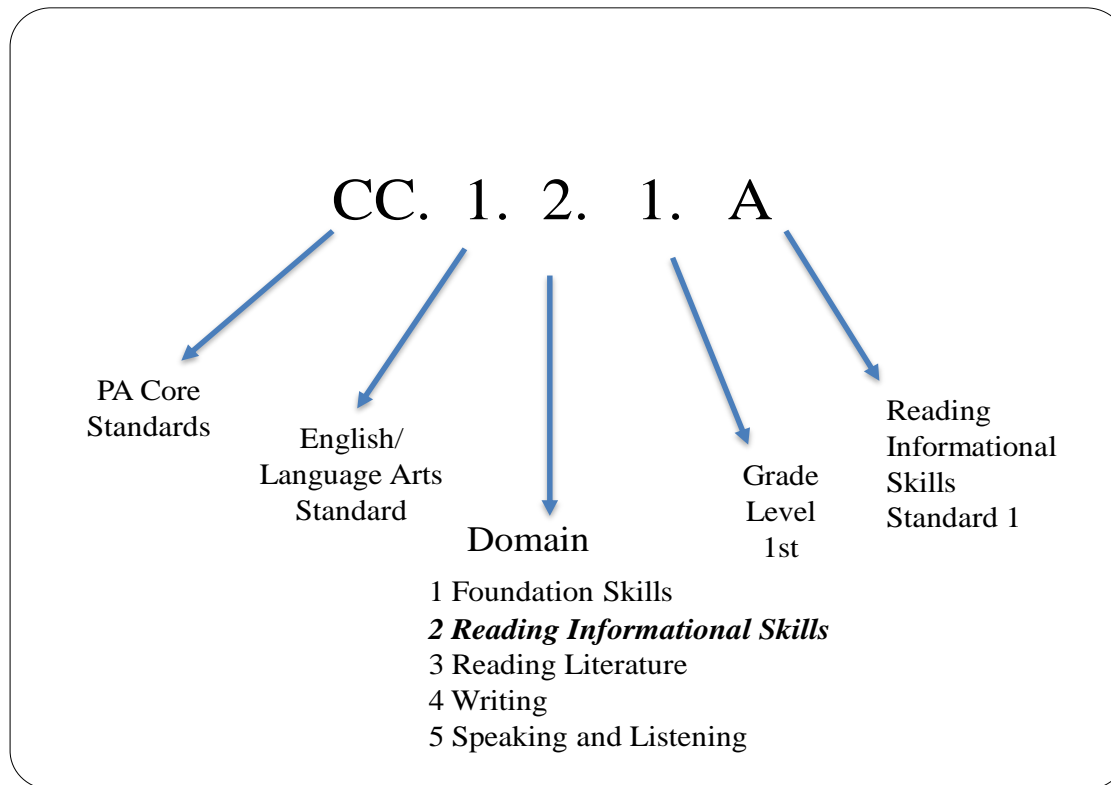 CC. 1. 2. 1. A
PA Core
Standards
English/
Language Arts
Standard
Domain
1 Foundation Skills
2 Reading Informational Skills
3 Reading Literature
4 Writing
5 Speaking and Listening
Grade
Level
1st
Reading
Informational
Skills
Standard 1